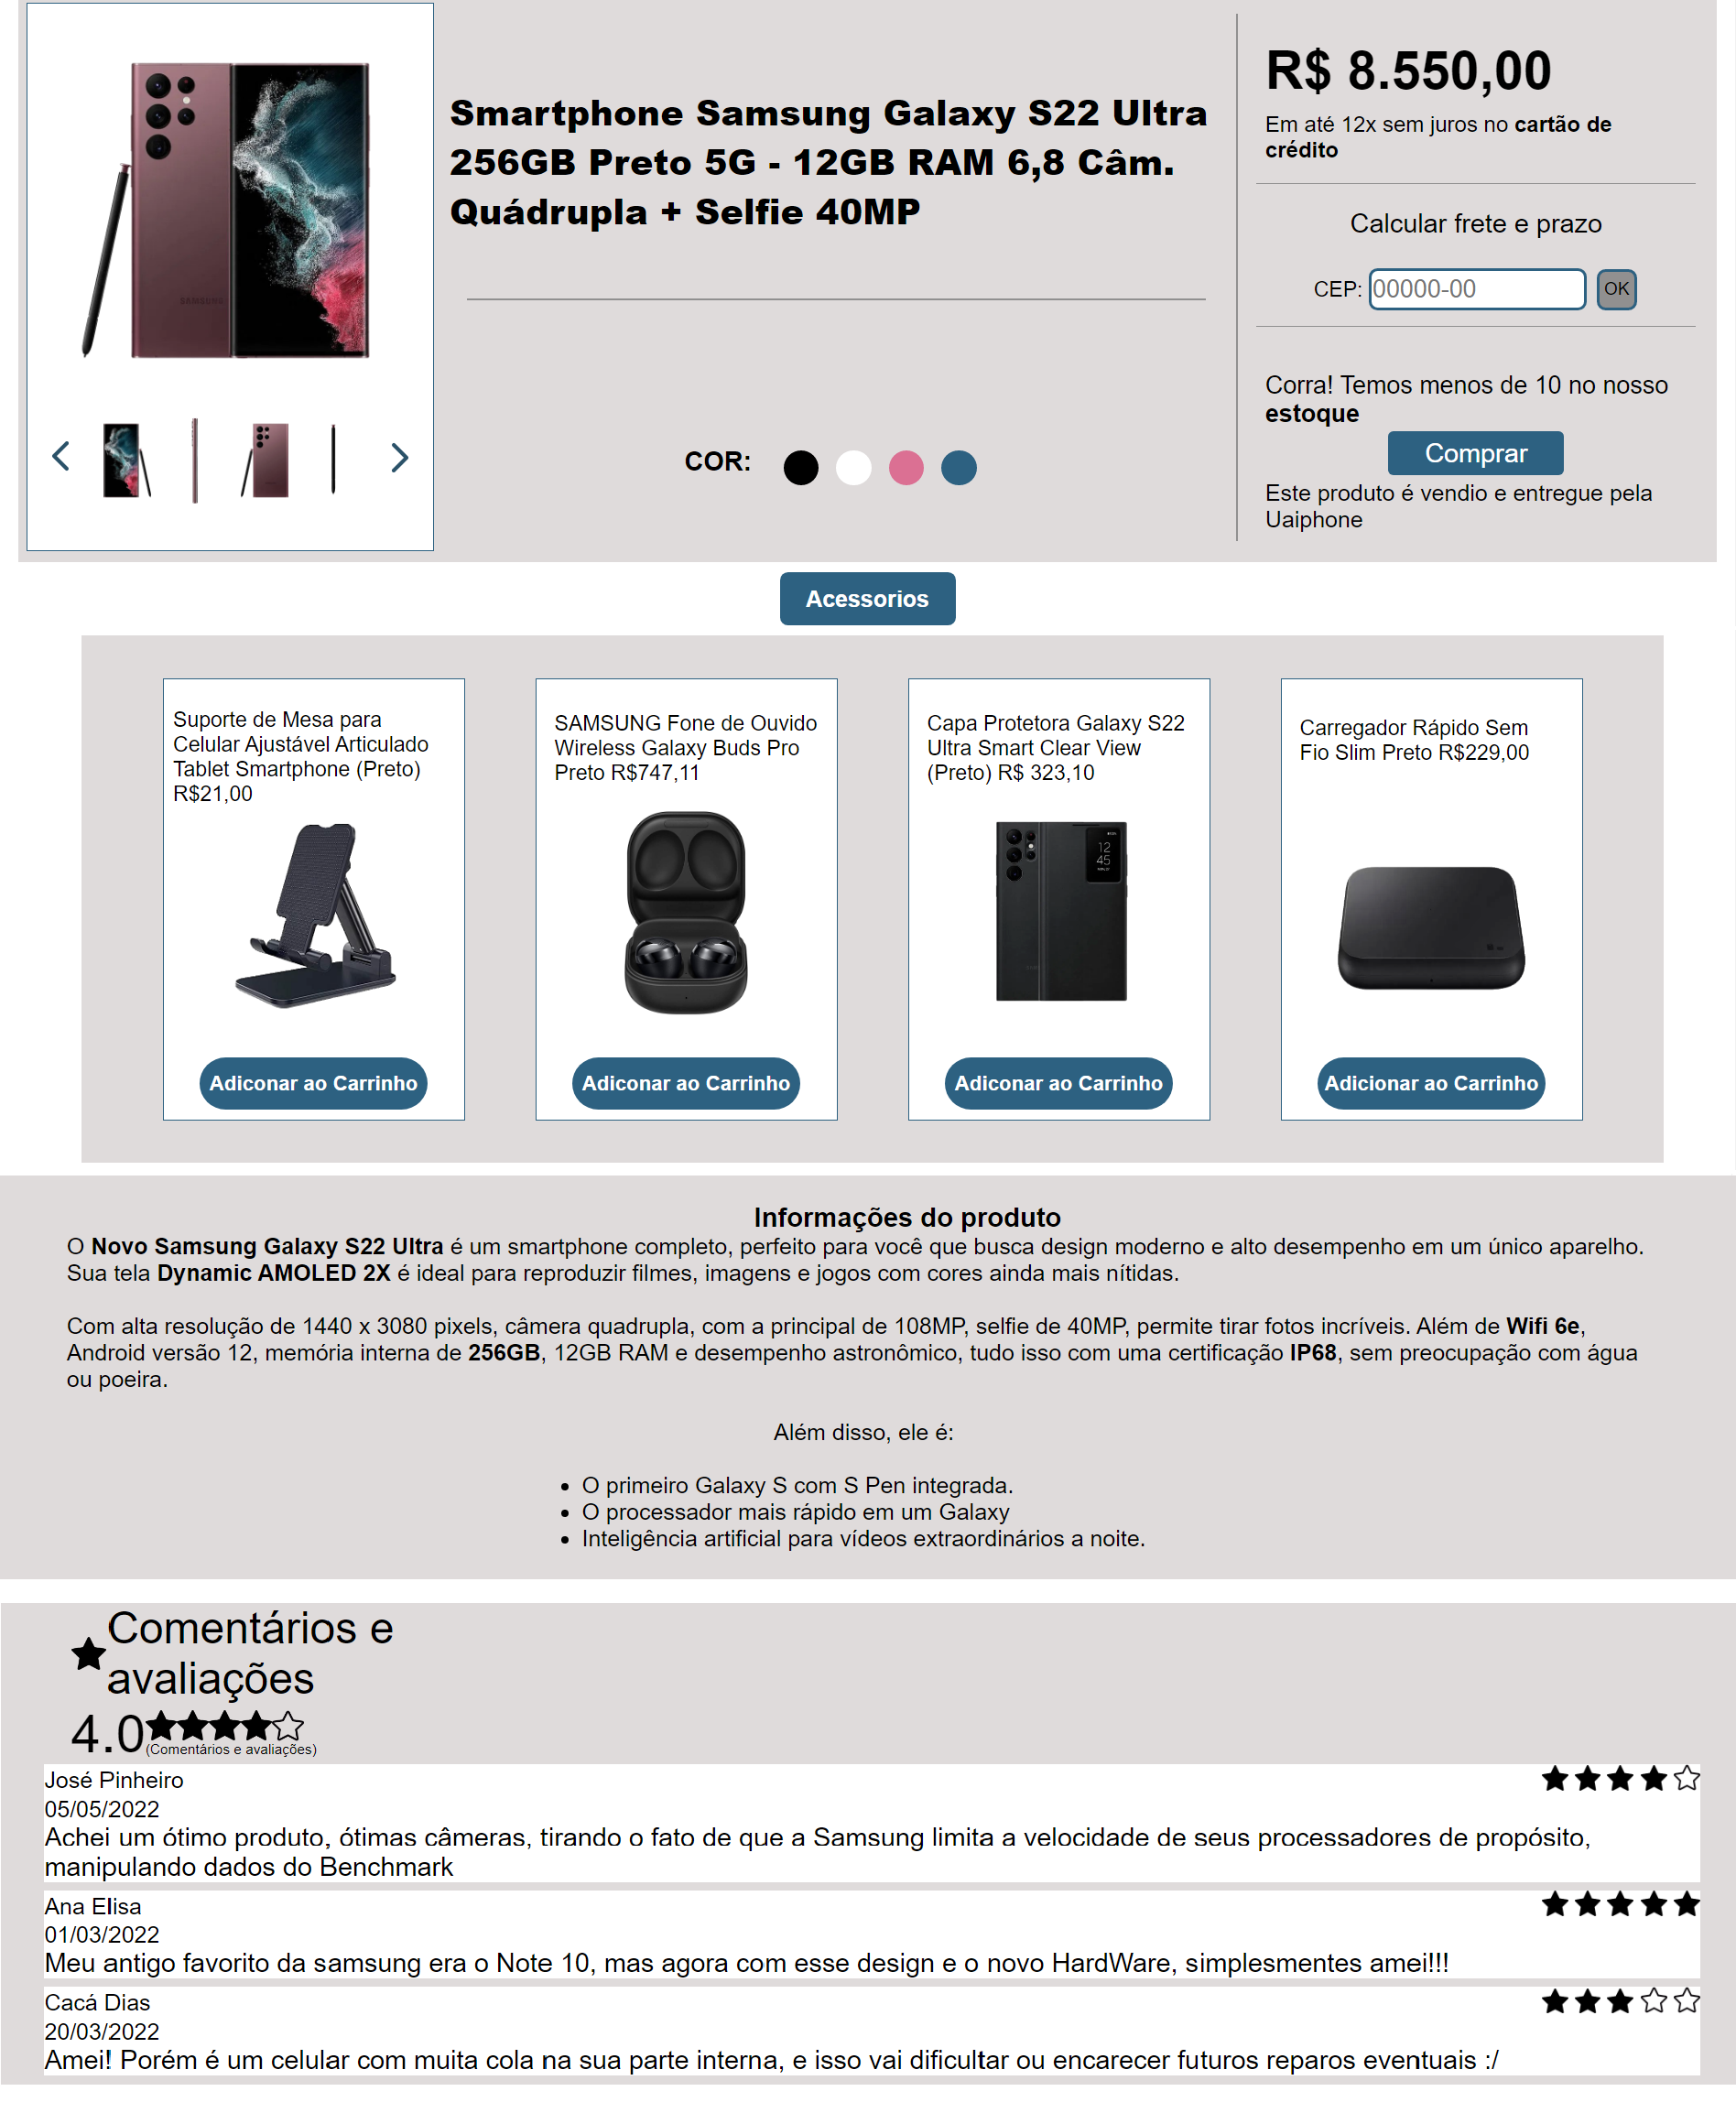 Smartphone Samsung Galaxy S22 Ultra
256GB Preto 5G - 12GB RAM 6,8 Câm.
Quádrupla + Selfie 40MP
SAMSUNG
COR:
R$ 8.550,00
Em até 12x sem juros no cartão de
crédito
Calcular frete e prazo
CEP: 00000-00 OK
Corra! Temos menos de 10 no nosso
estoque
Comprar
Este produto é vendio e entregue pela
Uaiphone
Acessorios
Suporte de Mesa para
Celular Ajustável Articulado
Tablet Smartphone (Preto)
R$21,00
Adiconar ao Carrinho
SAMSUNG Fone de Ouvido
Wireless Galaxy Buds Pro
Preto R$747,11
Adiconar ao Carrinho
Capa Protetora Galaxy S22
Ultra Smart Clear View
(Preto) R$ 323,10
12
45
Adiconar ao Carrinho
Carregador Rápido Sem
Fio Slim Preto R$229,00
Adicionar ao Carrinho
Informações do produto
O Novo Samsung Galaxy S22 Ultra é um smartphone completo, perfeito para você que busca design moderno e alto desempenho em um único aparelho.
Sua tela Dynamic AMOLED 2X é ideal para reproduzir filmes, imagens e jogos com cores ainda mais nítidas.
Com alta resolução de 1440 x 3080 pixels, câmera quadrupla, com a principal de 108MP, selfie de 40MP, permite tirar fotos incríveis. Além de Wifi 6e,
Android versão 12, memória interna de 256GB, 12GB RAM e desempenho astronômico, tudo isso com uma certificação IP68, sem preocupação com água
ou poeira.
Além disso, ele é:
• O primeiro Galaxy S com S Pen integrada.
• O processador mais rápido em um Galaxy
• Inteligência artificial para vídeos extraordinários a noite.
Comentários e
avaliações
4.0
(Comentários e avaliações)
José Pinheiro
05/05/2022
Achei um ótimo produto, ótimas câmeras, tirando o fato de que a Samsung limita a velocidade de seus processadores de propósito,
manipulando dados do Benchmark
Ana Elisa
01/03/2022
Meu antigo favorito da samsung era o Note 10, mas agora com esse design e o novo HardWare, simplesmentes amei!!!
Cacá Dias
20/03/2022
Amei! Porém é um celular com muita cola na sua parte interna, e isso vai dificultar ou encarecer futuros reparos eventuais :/